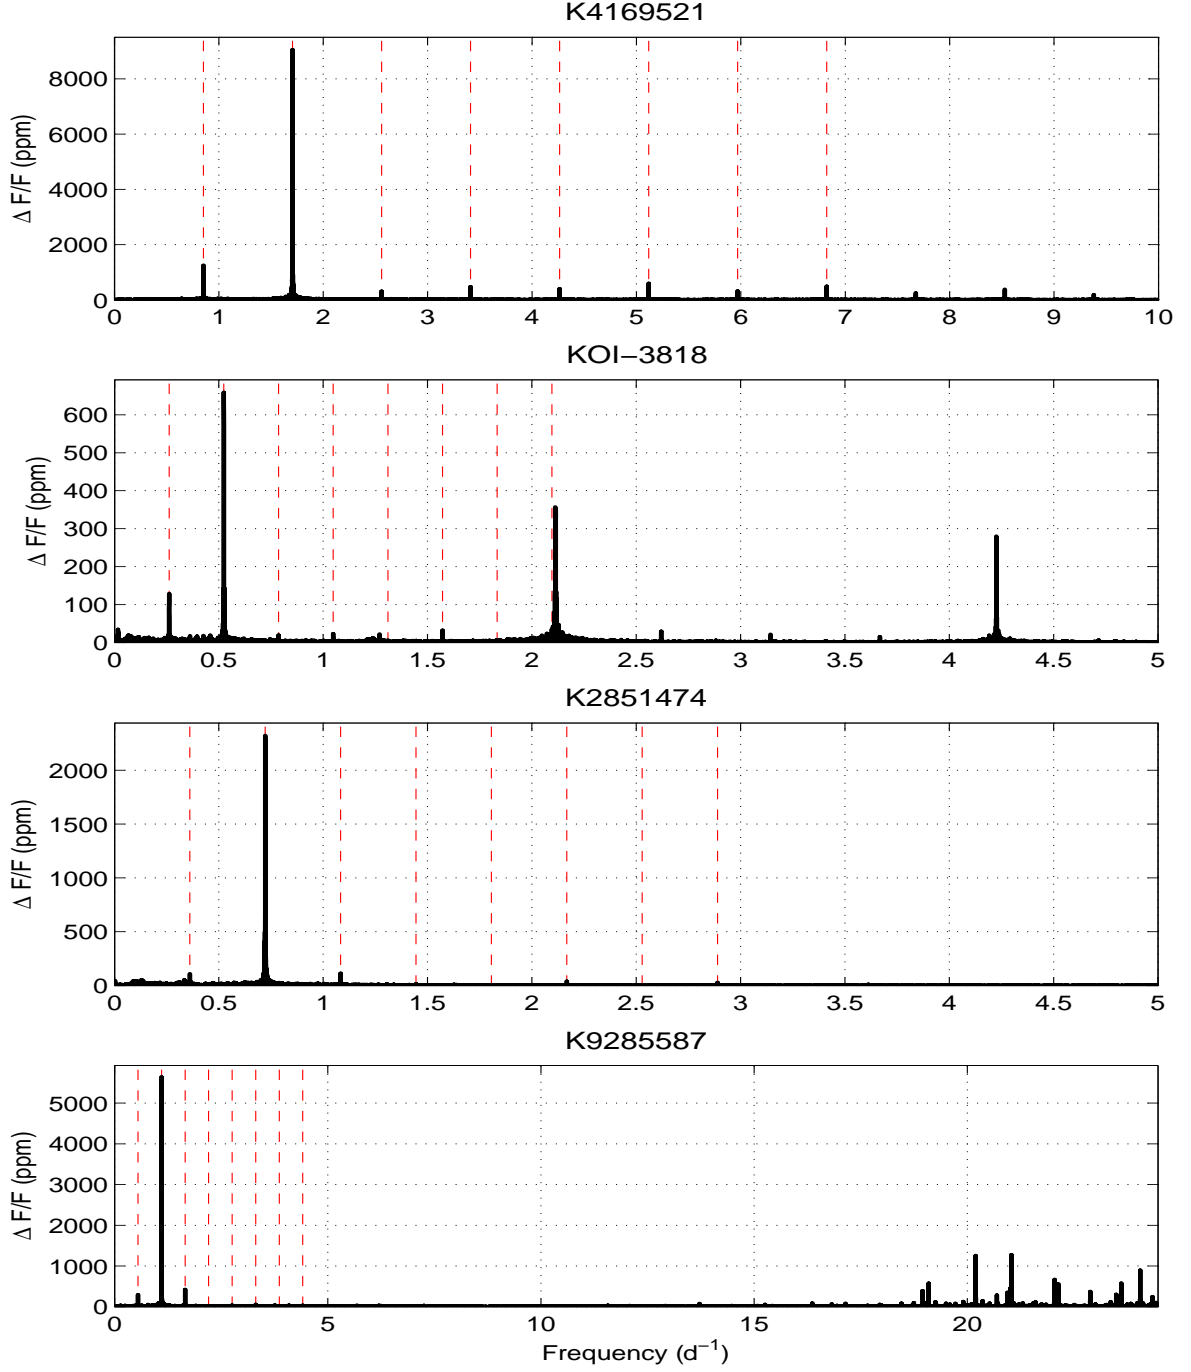 K4169521
Δ F/F (ppm)
8000
6000
4000
2000
0
0 1 2 3 4 5 6 7 8 9 10
KOI−3818
Δ F/F (ppm)
600
500
400
300
200
100
0
0 0.5 1 1.5 2 2.5 3 3.5 4 4.5 5
K2851474
Δ F/F (ppm)
2000
1500
1000
500
0
0 0.5 1 1.5 2 2.5 3 3.5 4 4.5 5
K9285587
Δ F/F (ppm)
5000
4000
3000
2000
1000
0
0 5 10 15 20
Frequency (d⁻¹)